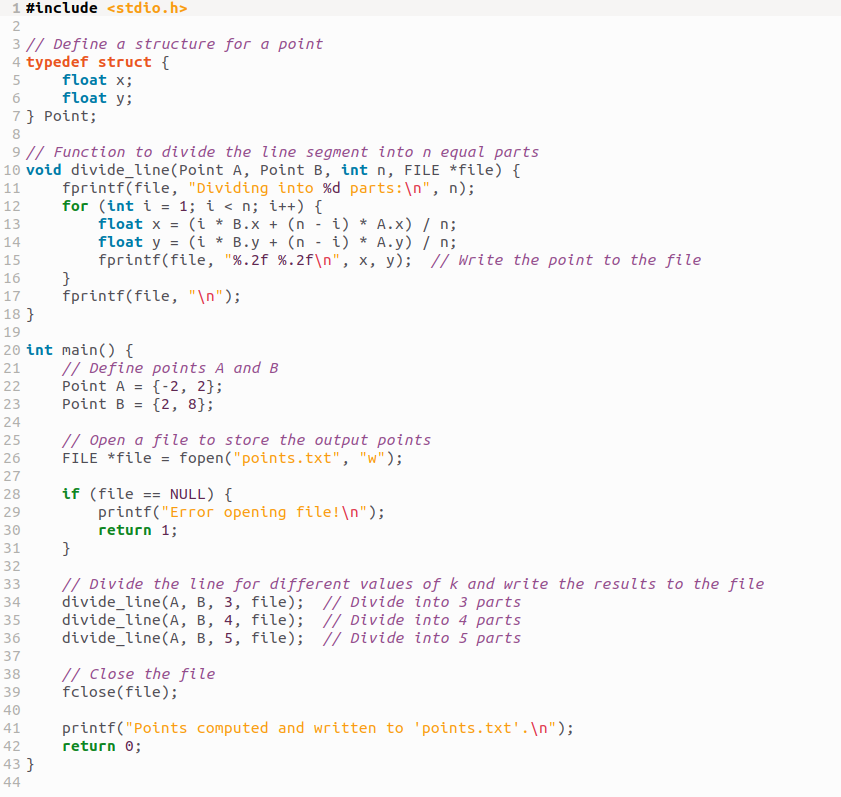 1 #include <stdio.h>
2
3 // Define a structure for a point
4 typedef struct {
5     float x;
6     float y;
7 } Point;
8
9 // Function to divide the line segment into n equal parts
10 void divide_line(Point A, Point B, int n, FILE *file) {
11     fprintf(file, "Dividing into %d parts:\n", n);
12     for (int i = 1; i < n; i++) {
13         float x = (i * B.x + (n - i) * A.x) / n;
14         float y = (i * B.y + (n - i) * A.y) / n;
15         fprintf(file, "%.2f %.2f\n", x, y);  // Write the point to the file
16     }
17     fprintf(file, "\n");
18 }
19
20 int main() {
21     // Define points A and B
22     Point A = {-2, 2};
23     Point B = {2, 8};
24
25     // Open a file to store the output points
26     FILE *file = fopen("points.txt", "w");
27
28     if (file == NULL) {
29         printf("Error opening file!\n");
30         return 1;
31     }
32
33     // Divide the line for different values of k and write the results to the file
34     divide_line(A, B, 3, file);  // Divide into 3 parts
35     divide_line(A, B, 4, file);  // Divide into 4 parts
36     divide_line(A, B, 5, file);  // Divide into 5 parts
37
38     // Close the file
39     fclose(file);
40
41     printf("Points computed and written to 'points.txt'.\n");
42     return 0;
43 }
44